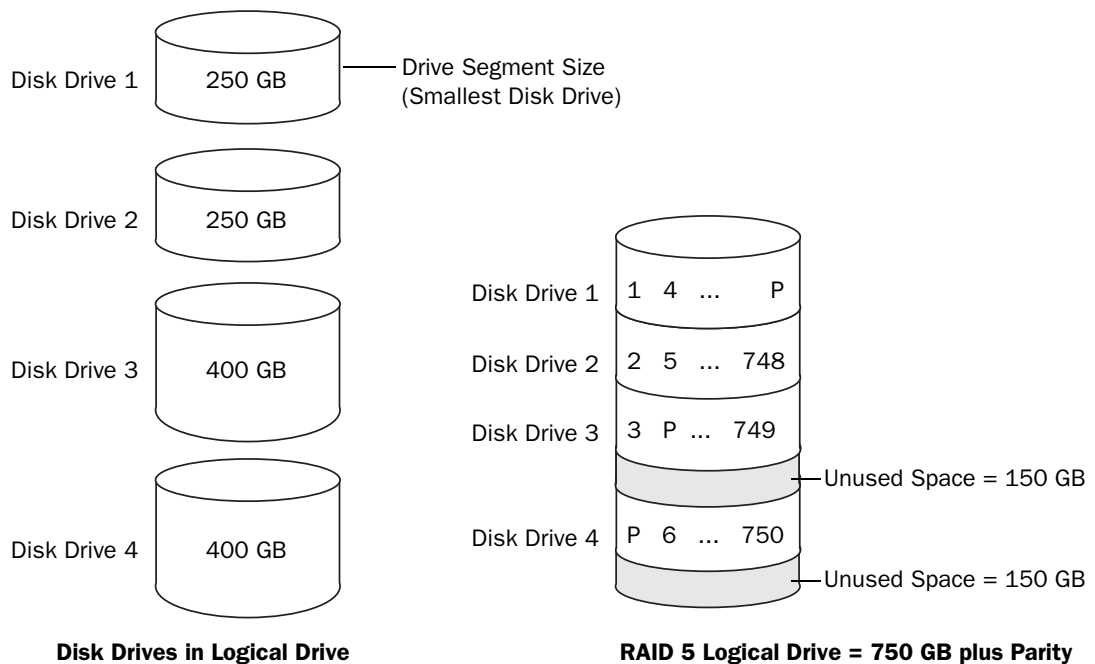 Disk Drive 1
250 GB
Drive Segment Size
(Smallest Disk Drive)
Disk Drive 2
250 GB
Disk Drive 3
400 GB
Disk Drive 4
400 GB
Disk Drives in Logical Drive
Disk Drive 1
1 4 ... P
Disk Drive 2
2 5 ... 748
Disk Drive 3
3 P ... 749
Unused Space = 150 GB
Disk Drive 4
P 6 ... 750
Unused Space = 150 GB
RAID 5 Logical Drive = 750 GB plus Parity